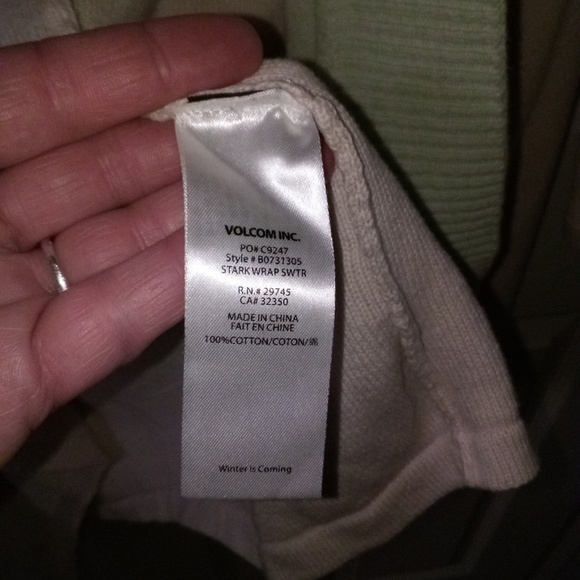 VOLCOM INC.
PO# C9247
Style # B0731305
STARK WRAP SWTR
R.N.# 29745
CA# 32350
MADE IN CHINA
FAIT EN CHINE
100%COTTON/COTON/綿
Winter Is Coming